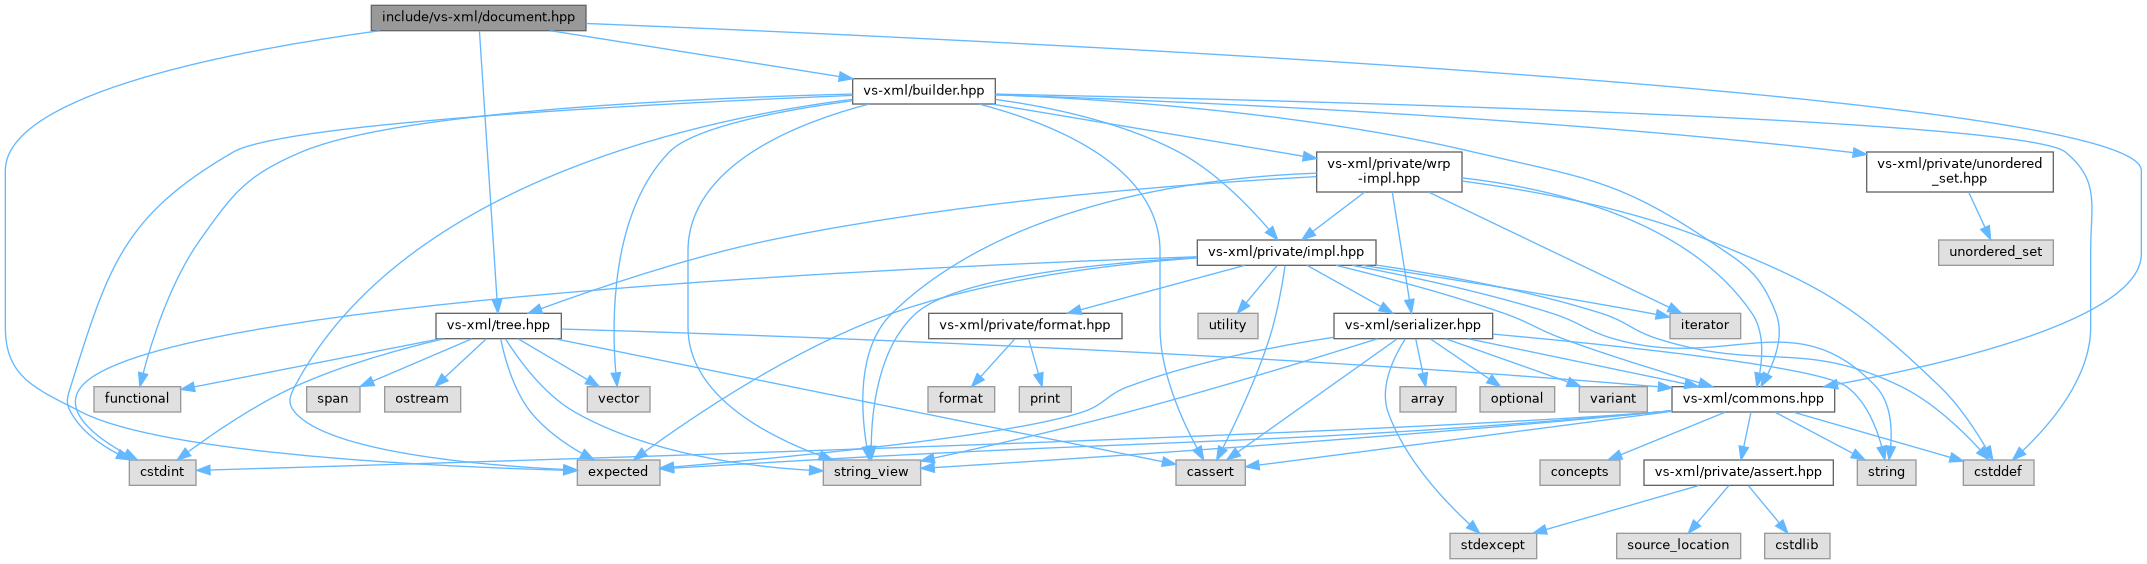 include/vs-xml/document.hpp
vs-xml/builder.hpp
vs-xml/private/wrp
-impl.hpp
vs-xml/private/unordered
_set.hpp
vs-xml/private/impl.hpp
unordered_set
vs-xml/tree.hpp
vs-xml/private/format.hpp
utility
vs-xml/serializer.hpp
iterator
functional
span
ostream
vector
format
print
array
optional
variant
vs-xml/commons.hpp
cstdint
expected
string_view
cassert
concepts
vs-xml/private/assert.hpp
string
cstddef
stdexcept
source_location
cstdlib